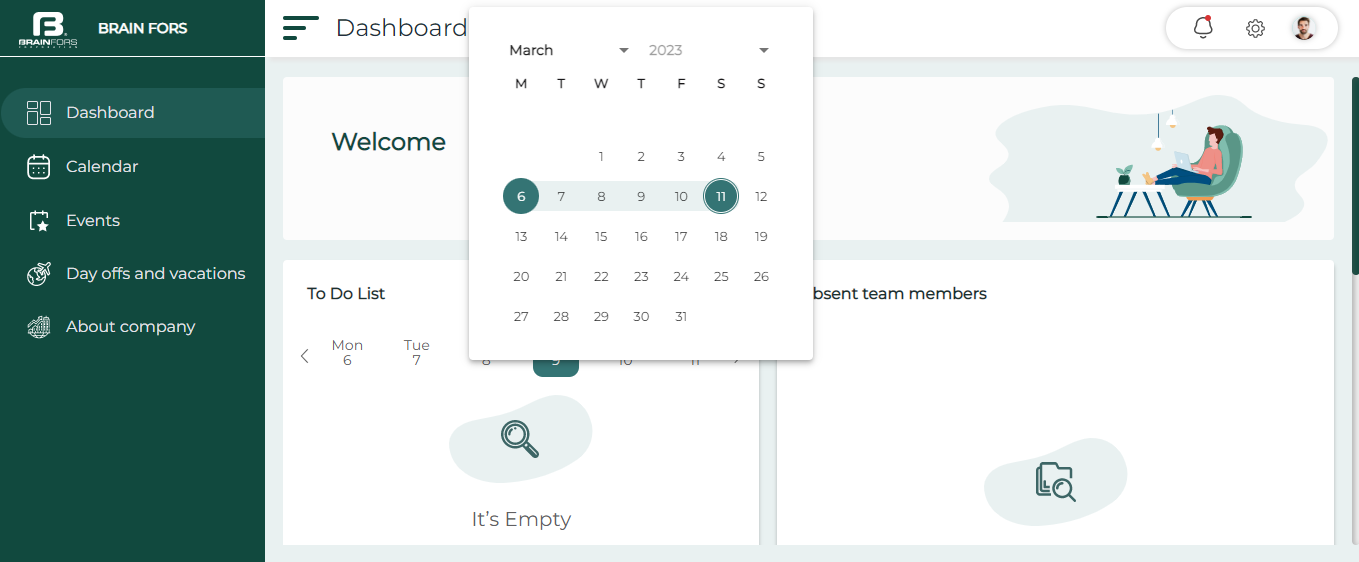 BRAINFORS
CORPORATION
BRAIN FORS
Dashboard
Calendar
Events
Day offs and vacations
About company
Dashboard
March 2023
M T W T F S S
1 2 3 4 5
6 7 8 9 10 11 12
13 14 15 16 17 18 19
20 21 22 23 24 25 26
27 28 29 30 31
Welcome
To Do List
Mon Tue
6 7 8 9 10 11
It's Empty
bsent team members